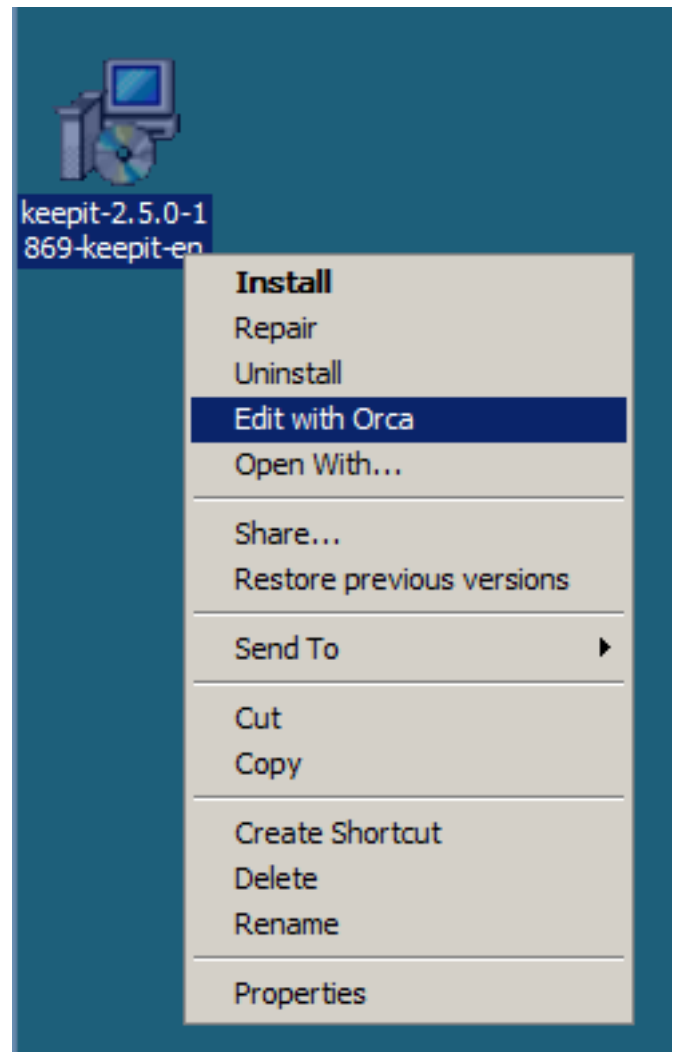 keepit-2.5.0-1
869-keepit-en
Install
Repair
Uninstall
Edit with Orca
Open With...
Share...
Restore previous versions
Send To
Cut
Copy
Create Shortcut
Delete
Rename
Properties